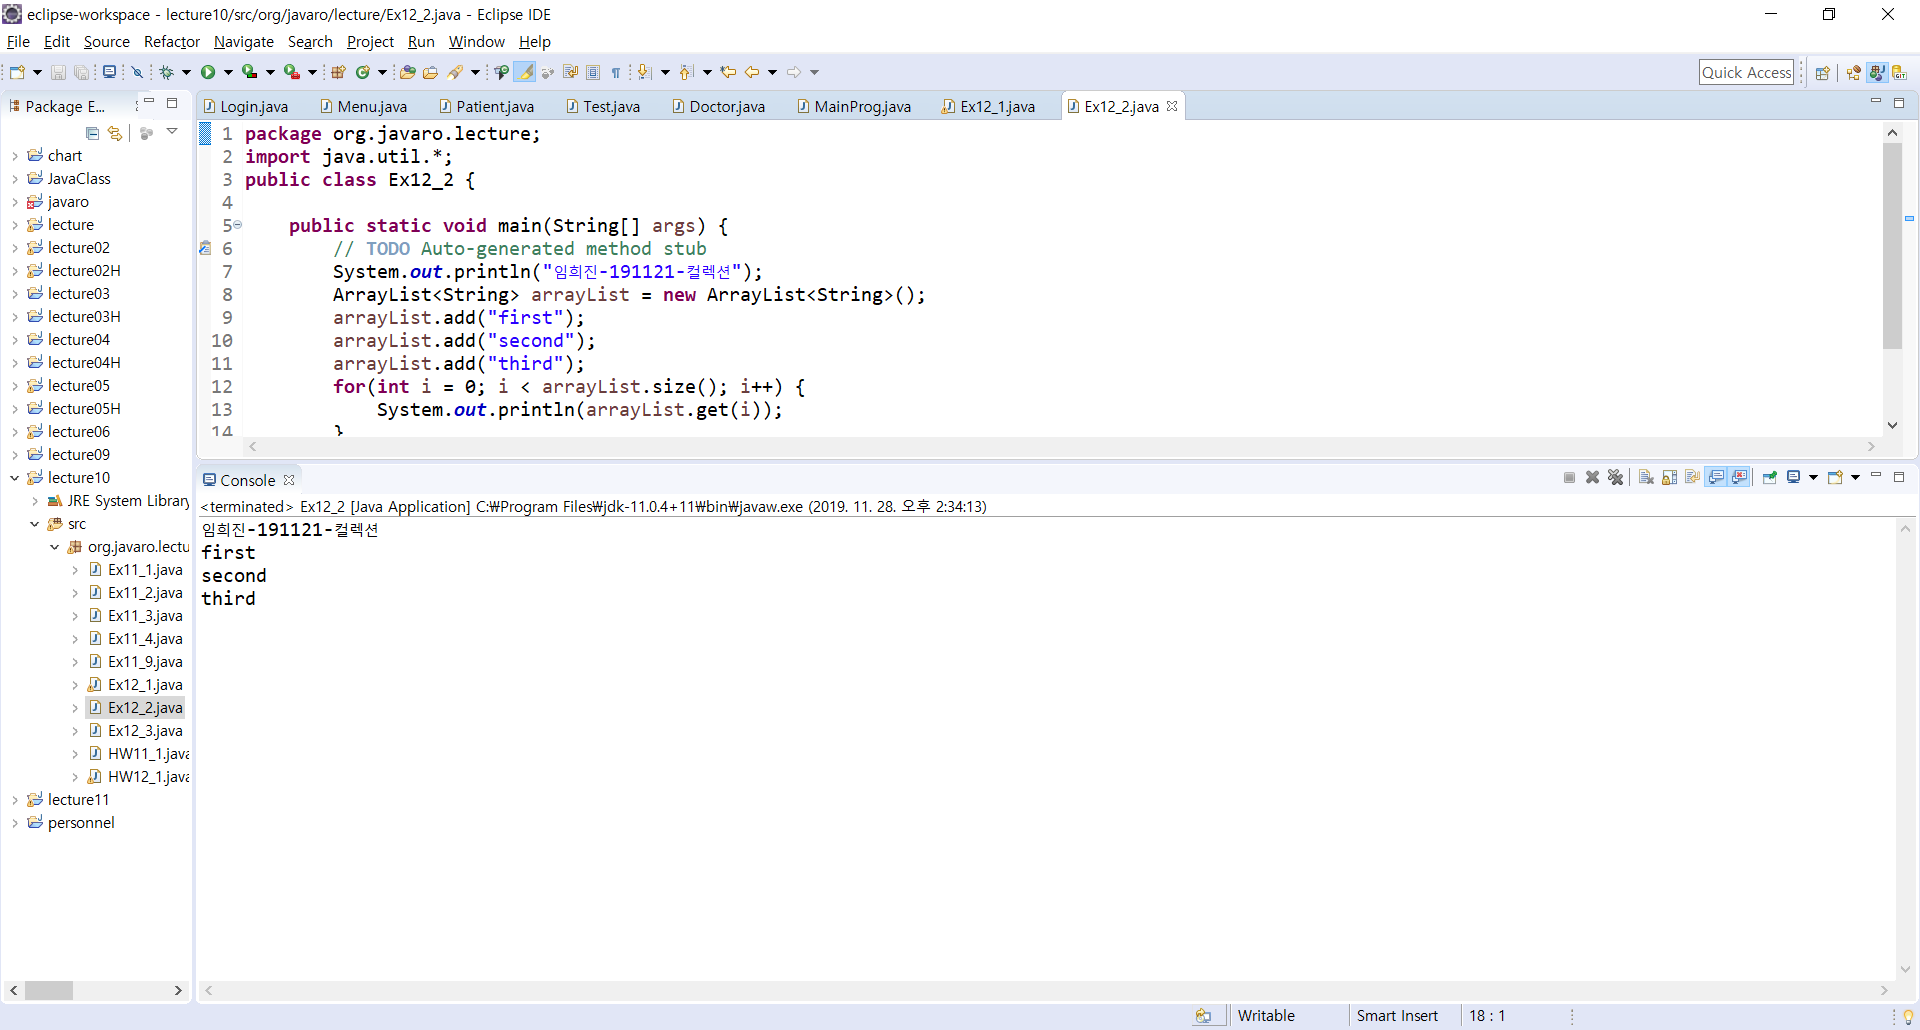 eclipse-workspace - lecture10/src/org/javaro/lecture/Ex12_2.java - Eclipse IDE
File Edit Source Refactor Navigate Search Project Run Window Help
Quick Access
Package E...
chart
JavaClass
javaro
lecture
lecture02
lecture02H
lecture03
lecture03H
lecture04
lecture04H
lecture05
lecture05H
lecture06
lecture09
lecture10
JRE System Library
src
org.javaro.lectu
Ex11_1.java
Ex11_2.java
Ex11_3.java
Ex11_4.java
Ex11_9.java
Ex12_1.java
Ex12_2.java
Ex12_3.java
HW11_1.java
HW12_1.java
lecture11
personnel
Login.java Menu.java Patient.java Test.java Doctor.java MainProg.java Ex12_1.java Ex12_2.java
1 package org.javaro.lecture;
2 import java.util.*;
3 public class Ex12_2 {
4
5 public static void main(String[] args) {
6 // TODO Auto-generated method stub
7 System.out.println("임희진-191121-컬렉션");
8 ArrayList<String> arrayList = new ArrayList<String>();
9 arrayList.add("first");
10 arrayList.add("second");
11 arrayList.add("third");
12 for(int i = 0; i < arrayList.size(); i++) {
13 System.out.println(arrayList.get(i));
14 }
Console
<terminated> Ex12_2 [Java Application] C:₩Program Files₩jdk-11.0.4+11₩bin₩javaw.exe (2019. 11. 28. 오후 2:34:13)
임희진-191121-컬렉션
first
second
third
Writable Smart Insert 18 : 1